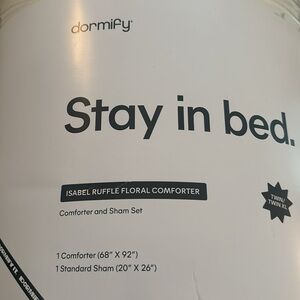 dormify
Stay in bed.
ISABEL RUFFLE FLORAL COMFORTER
TWIN/
TWIN XL
Comforter and Sham Set
1 Comforter (68" X 92")
1 Standard Sham (20" X 26")